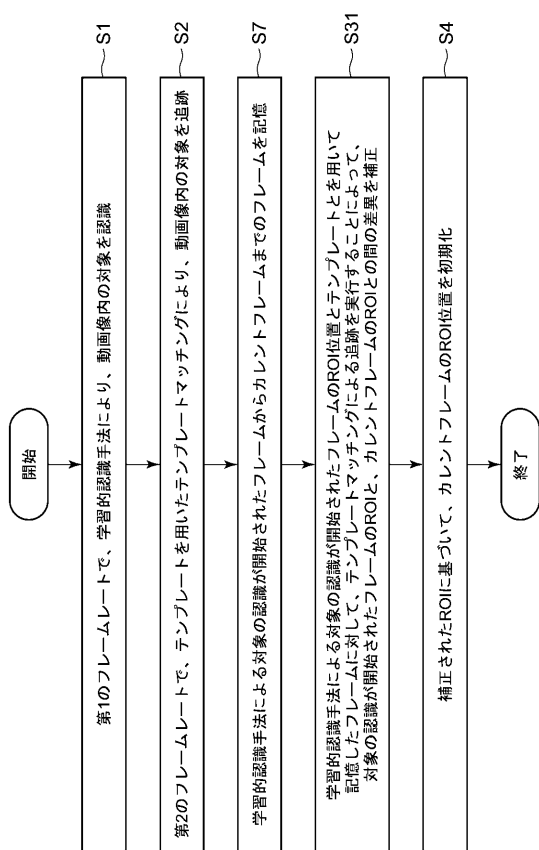 開始
第1のフレームレートで、学習的認識手法により、動画像内の対象を認識
S1
第2のフレームレートで、テンプレートを用いたテンプレートマッチングにより、動画像内の対象を追跡
S2
学習的認識手法による対象の認識が開始されたフレームからカレントフレームまでのフレームを記憶
S7
学習的認識手法による対象の認識が開始されたフレームのROI位置とテンプレートとを用いて
記憶したフレームに対して、テンプレートマッチングによる追跡を実行することによって、
対象の認識が開始されたフレームのROIと、カレントフレームのROIとの間の差異を補正
S31
補正されたROIに基づいて、カレントフレームのROI位置を初期化
S4
終了